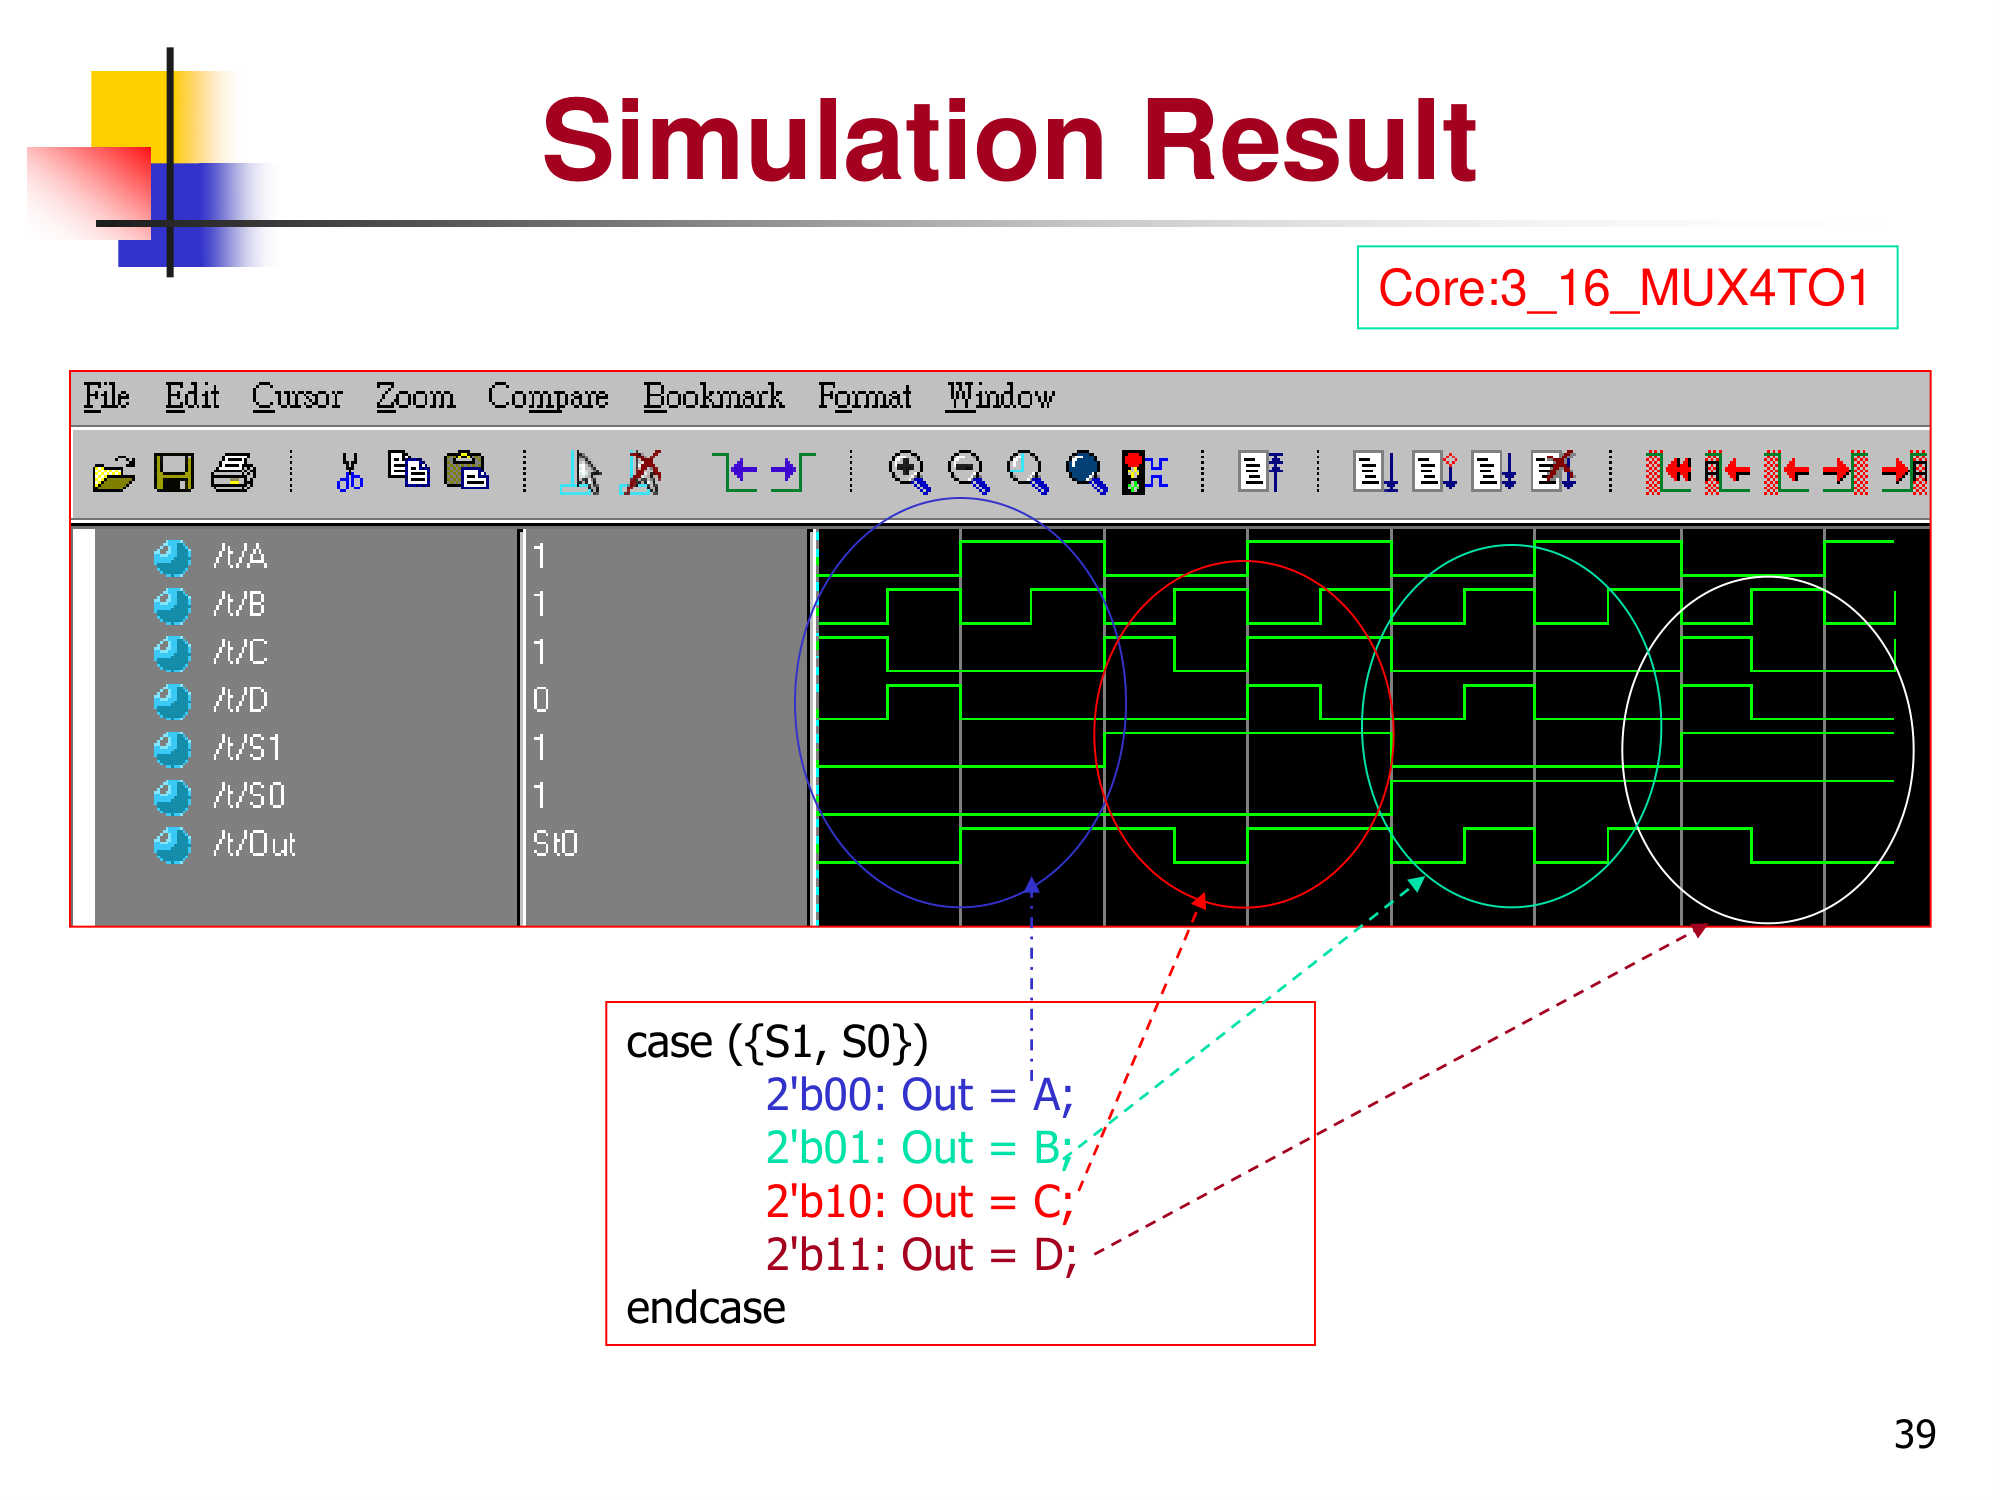 Simulation Result
Core:3_16_MUX4TO1
File Edit Cursor Zoom Compare Bookmark Format Window
/t/A 1
/t/B 1
/t/C 1
/t/D 0
/t/S1 1
/t/S0 1
/t/Out St0
case ({S1, S0})
2'b00: Out = A;
2'b01: Out = B;
2'b10: Out = C;
2'b11: Out = D;
endcase
39